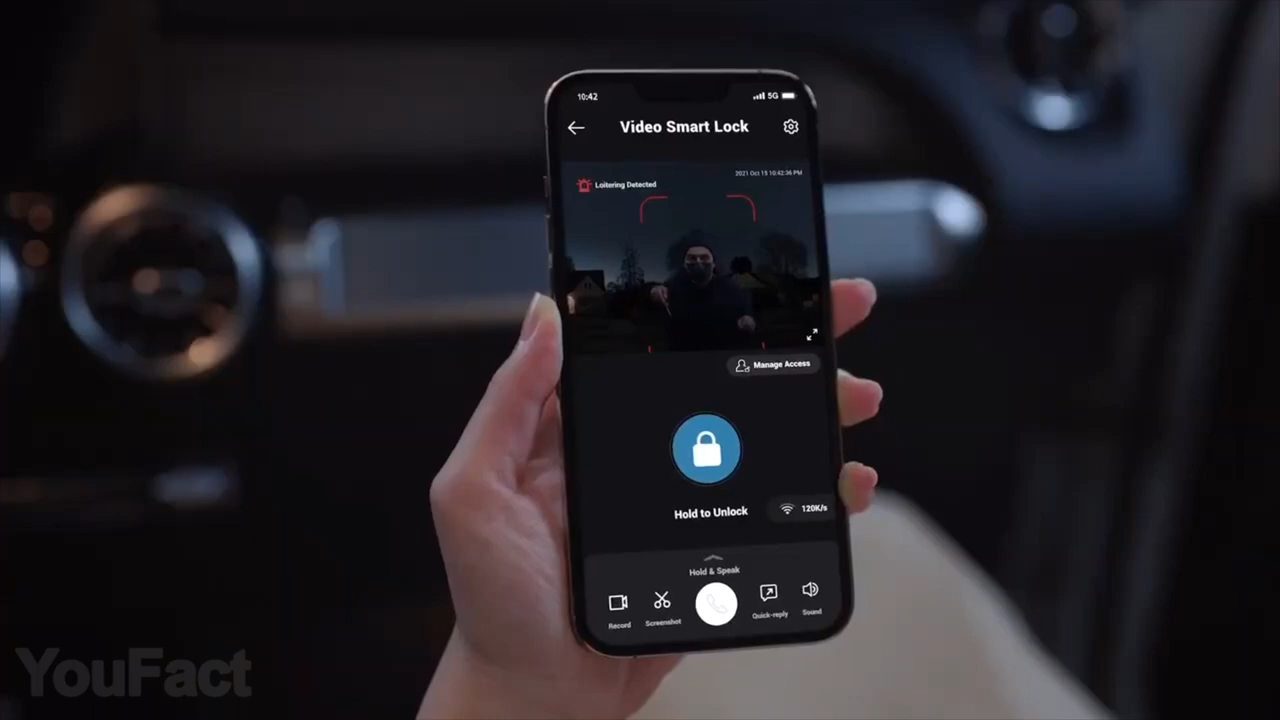 10:42
5G
Video Smart Lock
2021 Oct 15 10:42:36 PM
Loitering Detected
Manage Access
Hold to Unlock
120K/s
Hold & Speak
Record
Screenshot
Quick-reply
Sound
YouFact